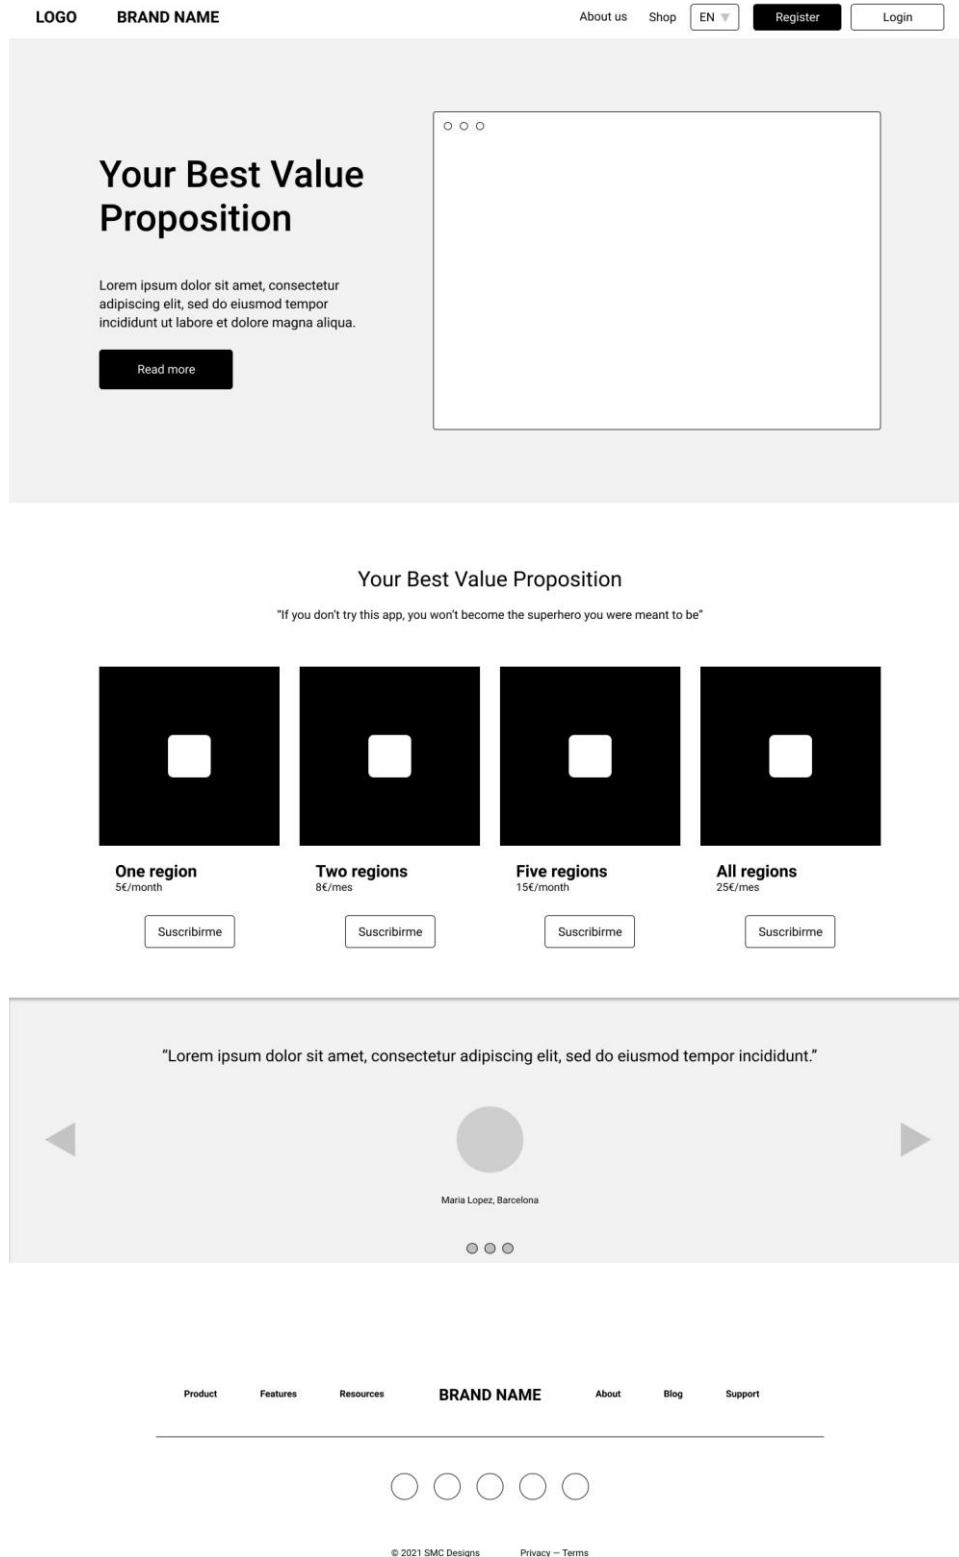 LOGO BRAND NAME About us Shop EN Register Login
Your Best Value
Proposition
Lorem ipsum dolor sit amet, consectetur
adipiscing elit, sed do eiusmod tempor
incididunt ut labore et dolore magna aliqua.
Read more
Your Best Value Proposition
“If you don’t try this app, you won’t become the superhero you were meant to be”
One region
5€/month
Suscribirme
Two regions
8€/mes
Suscribirme
Five regions
15€/month
Suscribirme
All regions
25€/mes
Suscribirme
“Lorem ipsum dolor sit amet, consectetur adipiscing elit, sed do eiusmod tempor incididunt.”
Maria Lopez, Barcelona
Product Features Resources BRAND NAME About Blog Support
© 2021 SMC Designs Privacy — Terms